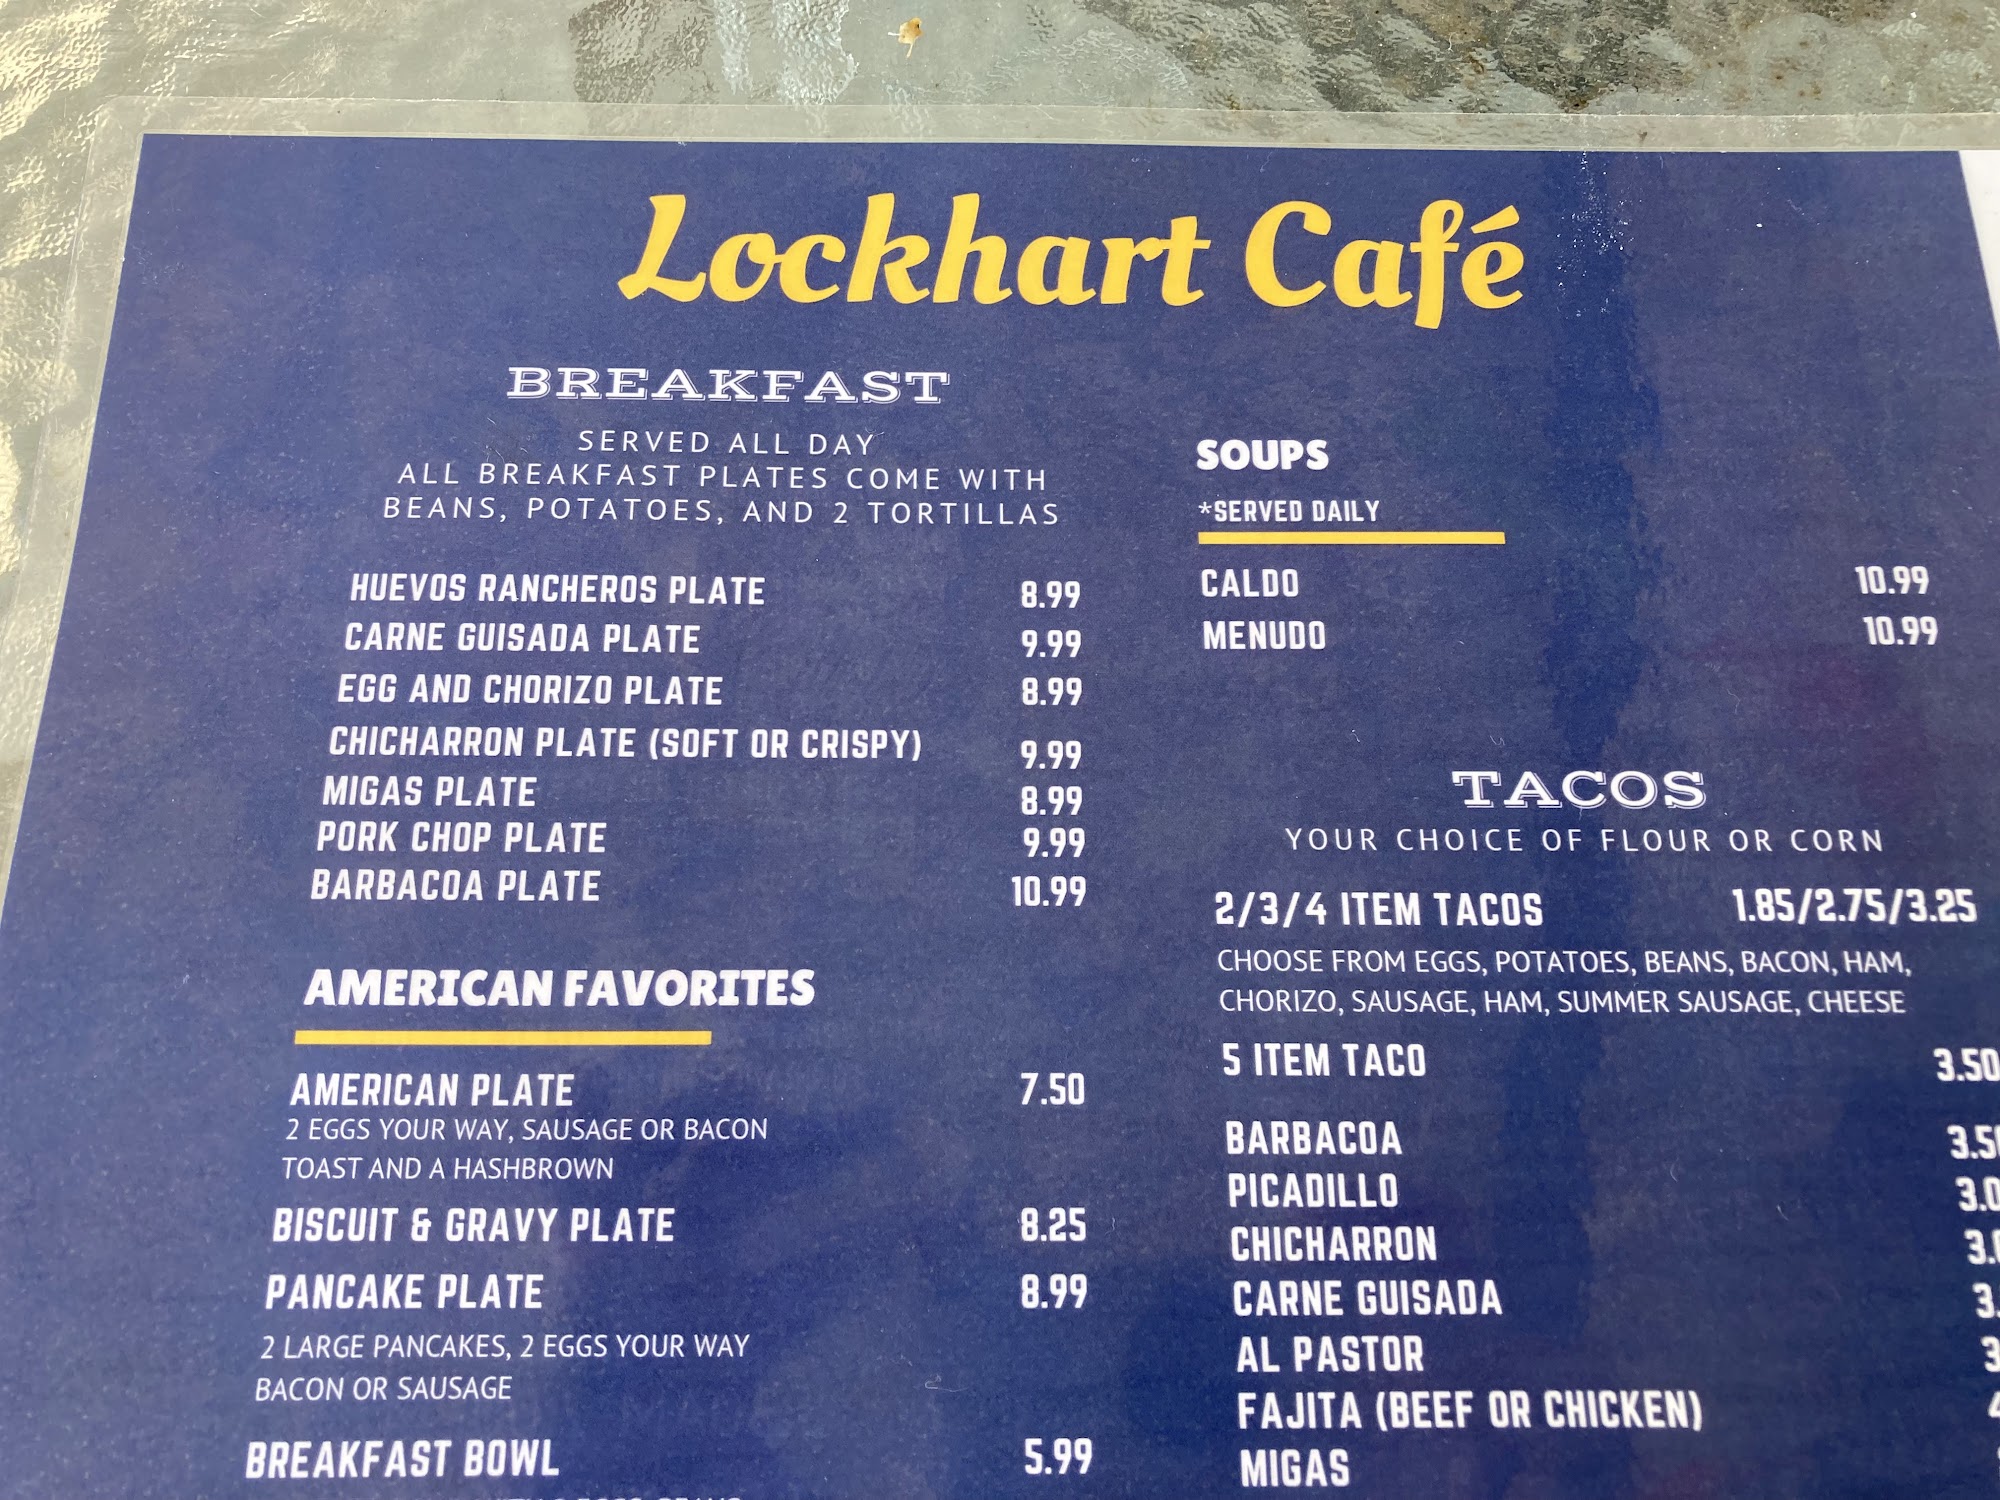 Lockhart Café
BREAKFAST
SERVED ALL DAY
ALL BREAKFAST PLATES COME WITH
BEANS, POTATOES, AND 2 TORTILLAS
HUEVOS RANCHEROS PLATE 8.99
CARNE GUISADA PLATE 9.99
EGG AND CHORIZO PLATE 8.99
CHICHARRON PLATE (SOFT OR CRISPY) 9.99
MIGAS PLATE 8.99
PORK CHOP PLATE 9.99
BARBACOA PLATE 10.99
AMERICAN FAVORITES
AMERICAN PLATE 7.50
2 EGGS YOUR WAY, SAUSAGE OR BACON
TOAST AND A HASHBROWN
BISCUIT & GRAVY PLATE 8.25
PANCAKE PLATE 8.99
2 LARGE PANCAKES, 2 EGGS YOUR WAY
BACON OR SAUSAGE
BREAKFAST BOWL 5.99
SOUPS
*SERVED DAILY
CALDO 10.99
MENUDO 10.99
TACOS
YOUR CHOICE OF FLOUR OR CORN
2/3/4 ITEM TACOS 1.85/2.75/3.25
CHOOSE FROM EGGS, POTATOES, BEANS, BACON, HAM,
CHORIZO, SAUSAGE, HAM, SUMMER SAUSAGE, CHEESE
5 ITEM TACO 3.50
BARBACOA
PICADILLO
CHICHARRON
CARNE GUISADA
AL PASTOR
FAJITA (BEEF OR CHICKEN)
MIGAS